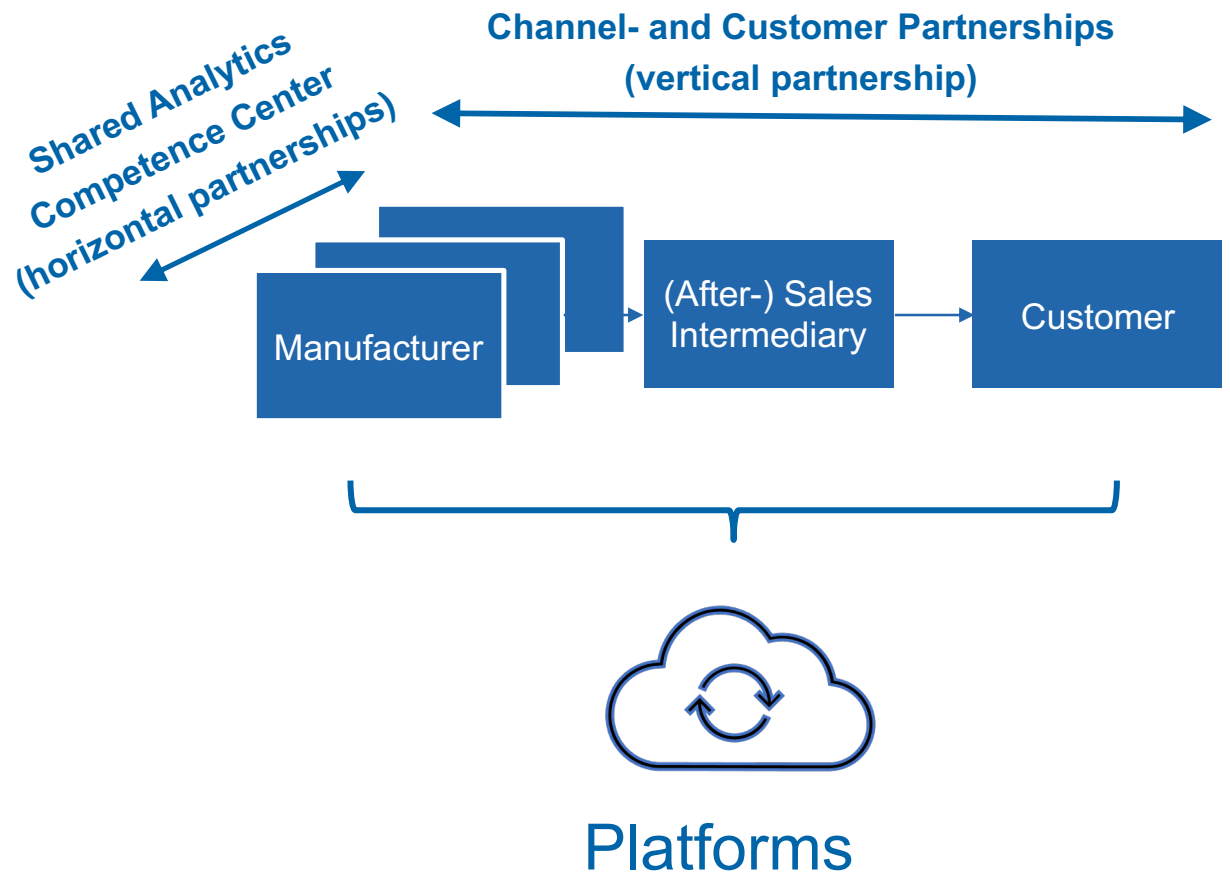 Shared Analytics
Competence Center
(horizontal partnerships)
Channel- and Customer Partnerships
(vertical partnership)
Manufacturer
(After-) Sales
Intermediary
Customer
Platforms